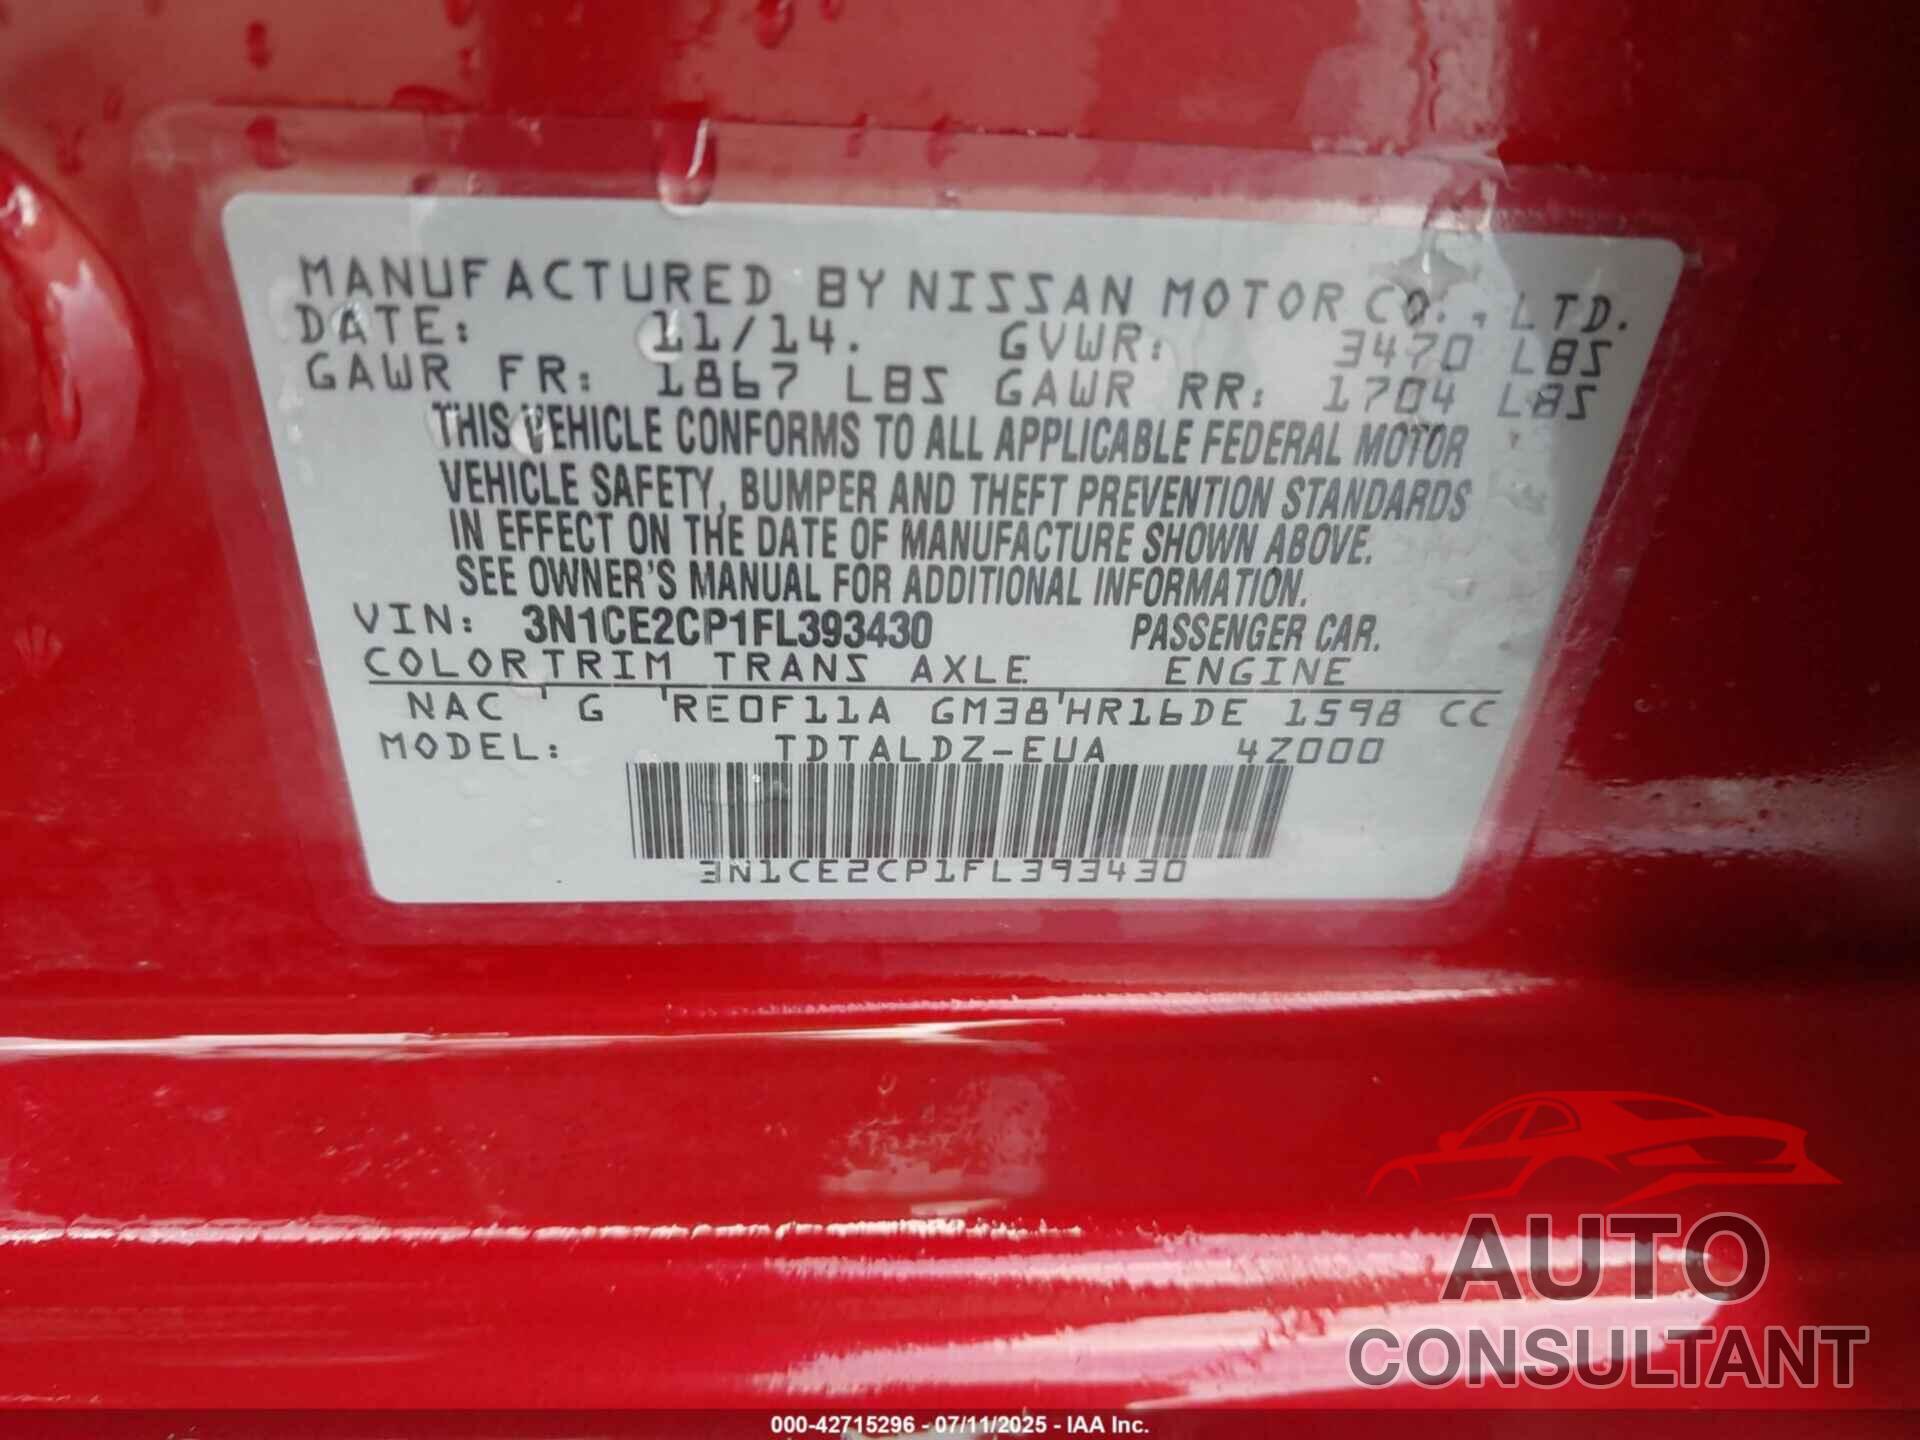 MANUFACTURED BY NISSAN MOTOR CO., LTD.
DATE: 11/14. GVWR: 3470 LBS
GAWR FR: 1867 LBS GAWR RR: 1704 LBS
THIS VEHICLE CONFORMS TO ALL APPLICABLE FEDERAL MOTOR
VEHICLE SAFETY, BUMPER AND THEFT PREVENTION STANDARDS
IN EFFECT ON THE DATE OF MANUFACTURE SHOWN ABOVE.
SEE OWNER'S MANUAL FOR ADDITIONAL INFORMATION.
VIN: 3N1CE2CP1FL393430 PASSENGER CAR.
COLOR TRIM TRANS AXLE ENGINE
NAC ' G ' RE0F11A GM38 ' HR16DE 1598 CC
MODEL: TDTALDZ-EUA 4Z000
3N1CE2CP1FL393430
AUTO
CONSULTANT
000-42715296 - 07/11/2025 - IAA Inc.